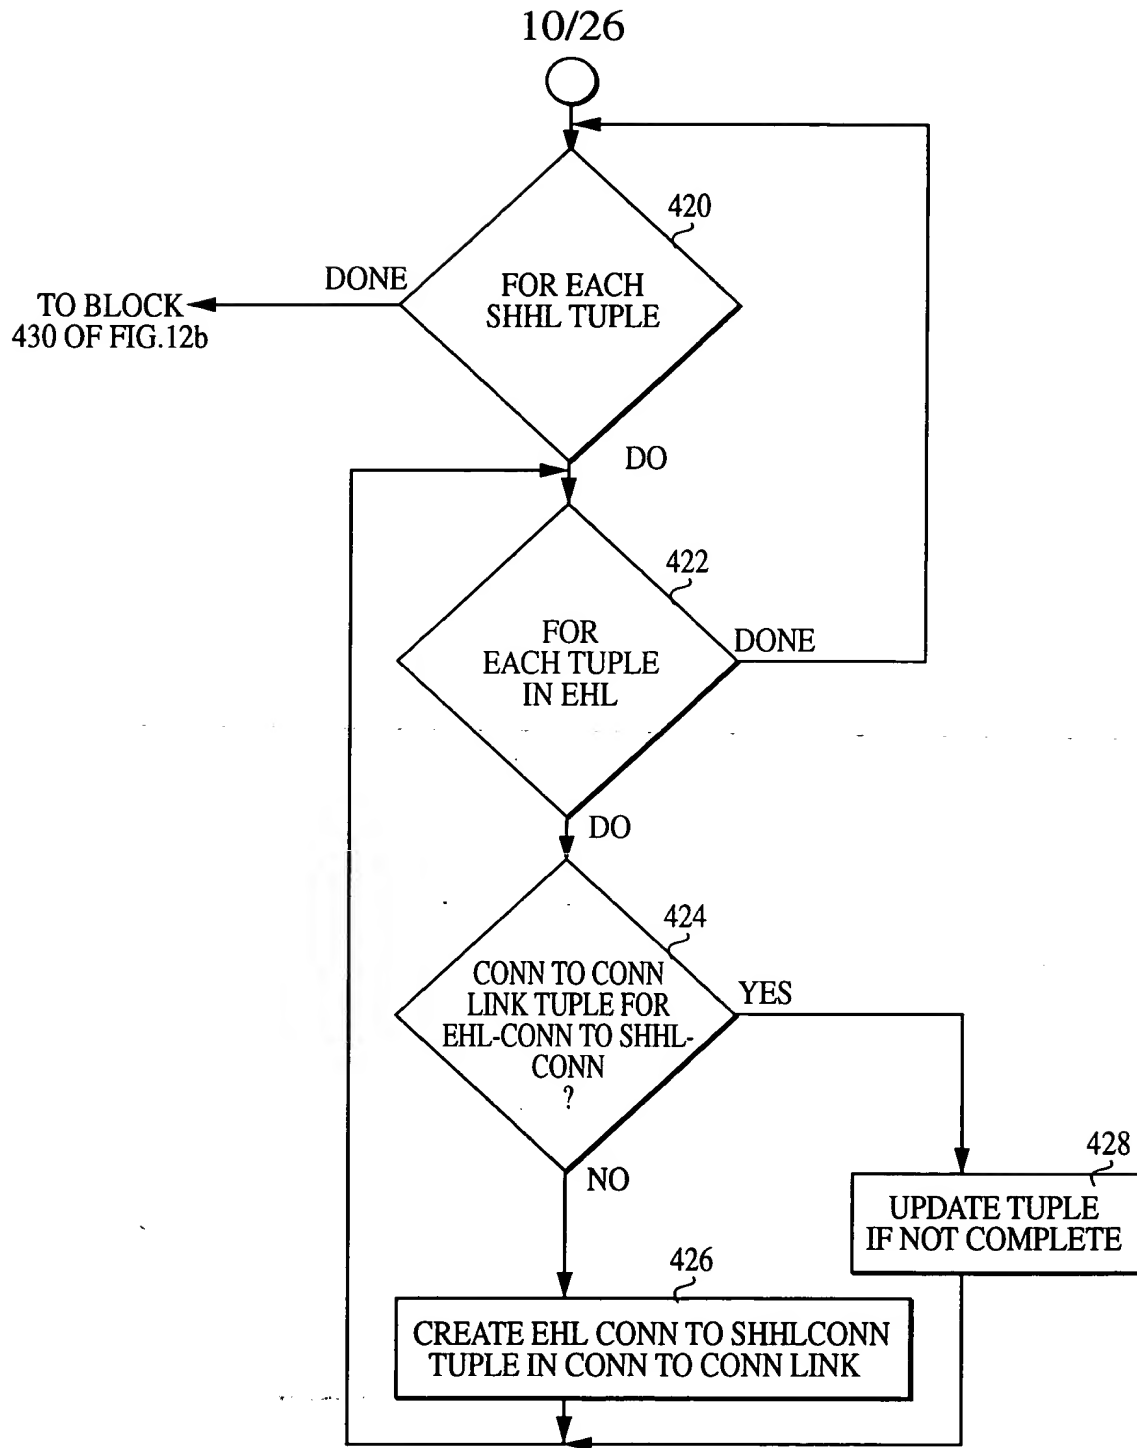 10/26
420
DONE
FOR EACH
SHHL TUPLE
TO BLOCK
430 OF FIG.12b
DO
422
FOR
EACH TUPLE
IN EHL
DONE
DO
424
CONN TO CONN
LINK TUPLE FOR
EHL-CONN TO SHHL-
CONN
?
YES
NO
428
UPDATE TUPLE
IF NOT COMPLETE
426
CREATE EHL CONN TO SHHLCONN
TUPLE IN CONN TO CONN LINK